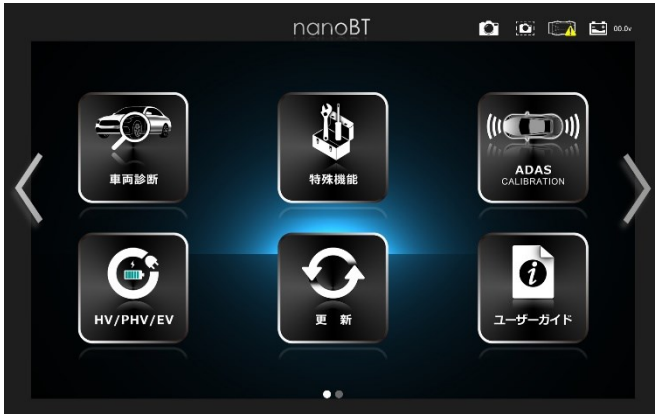 nanoBT
00.0v
車両診断
特殊機能
ADAS
CALIBRATION
HV/PHV/EV
更 新
ユーザーガイド